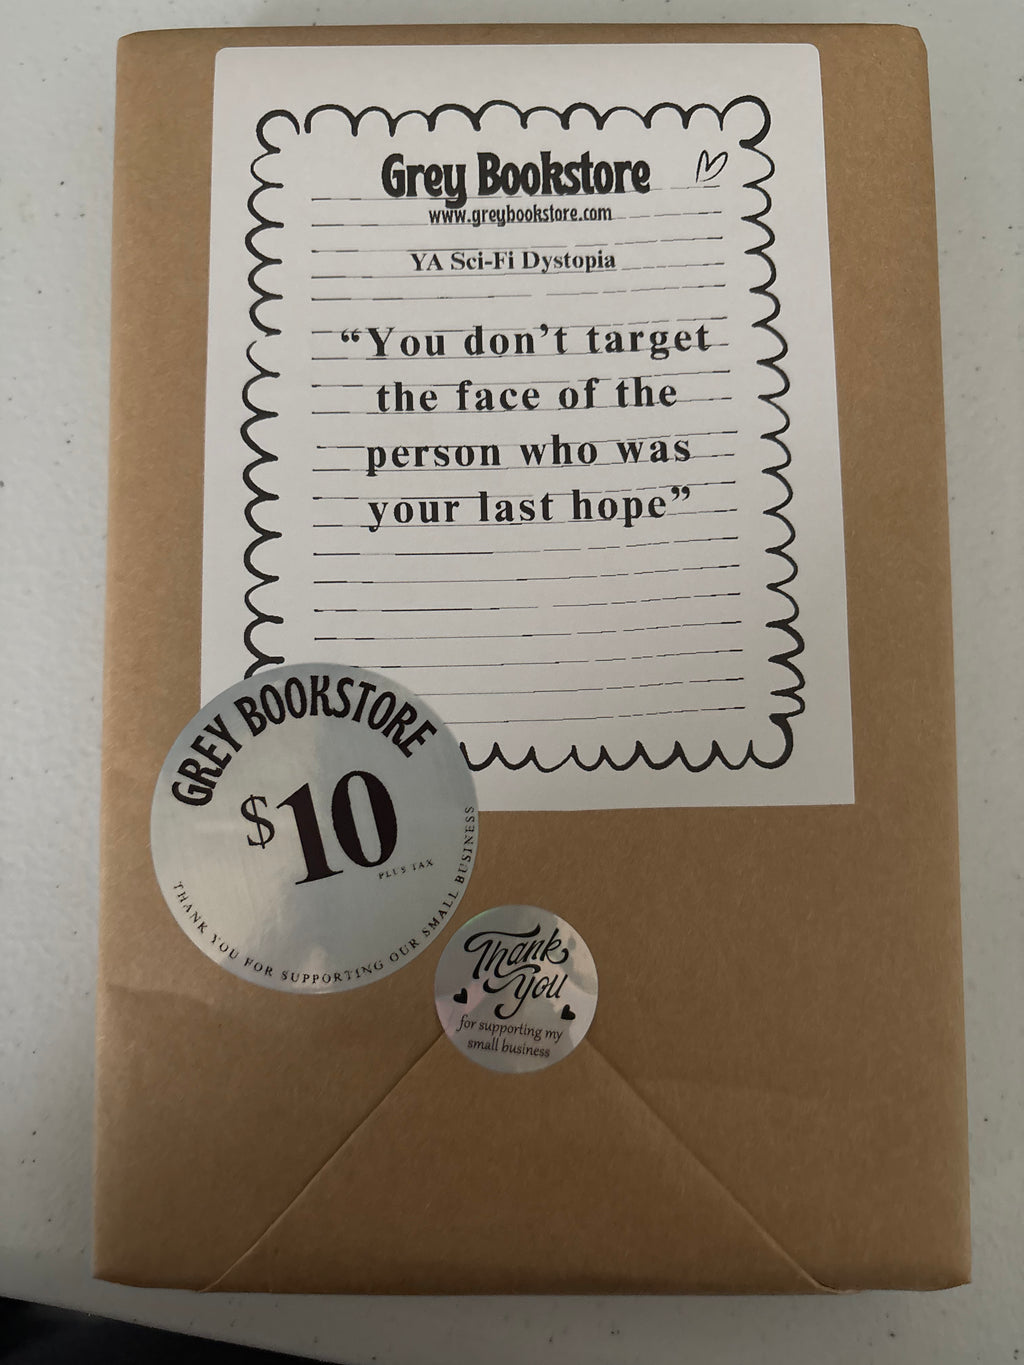 Grey Bookstore
www.greybookstore.com
YA Sci-Fi Dystopia
“You don’t target
the face of the
person who was
your last hope”
GREY BOOKSTORE
$10
PLUS TAX
THANK YOU FOR SUPPORTING OUR SMALL BUSINESS
Thank
You
for supporting my
small business